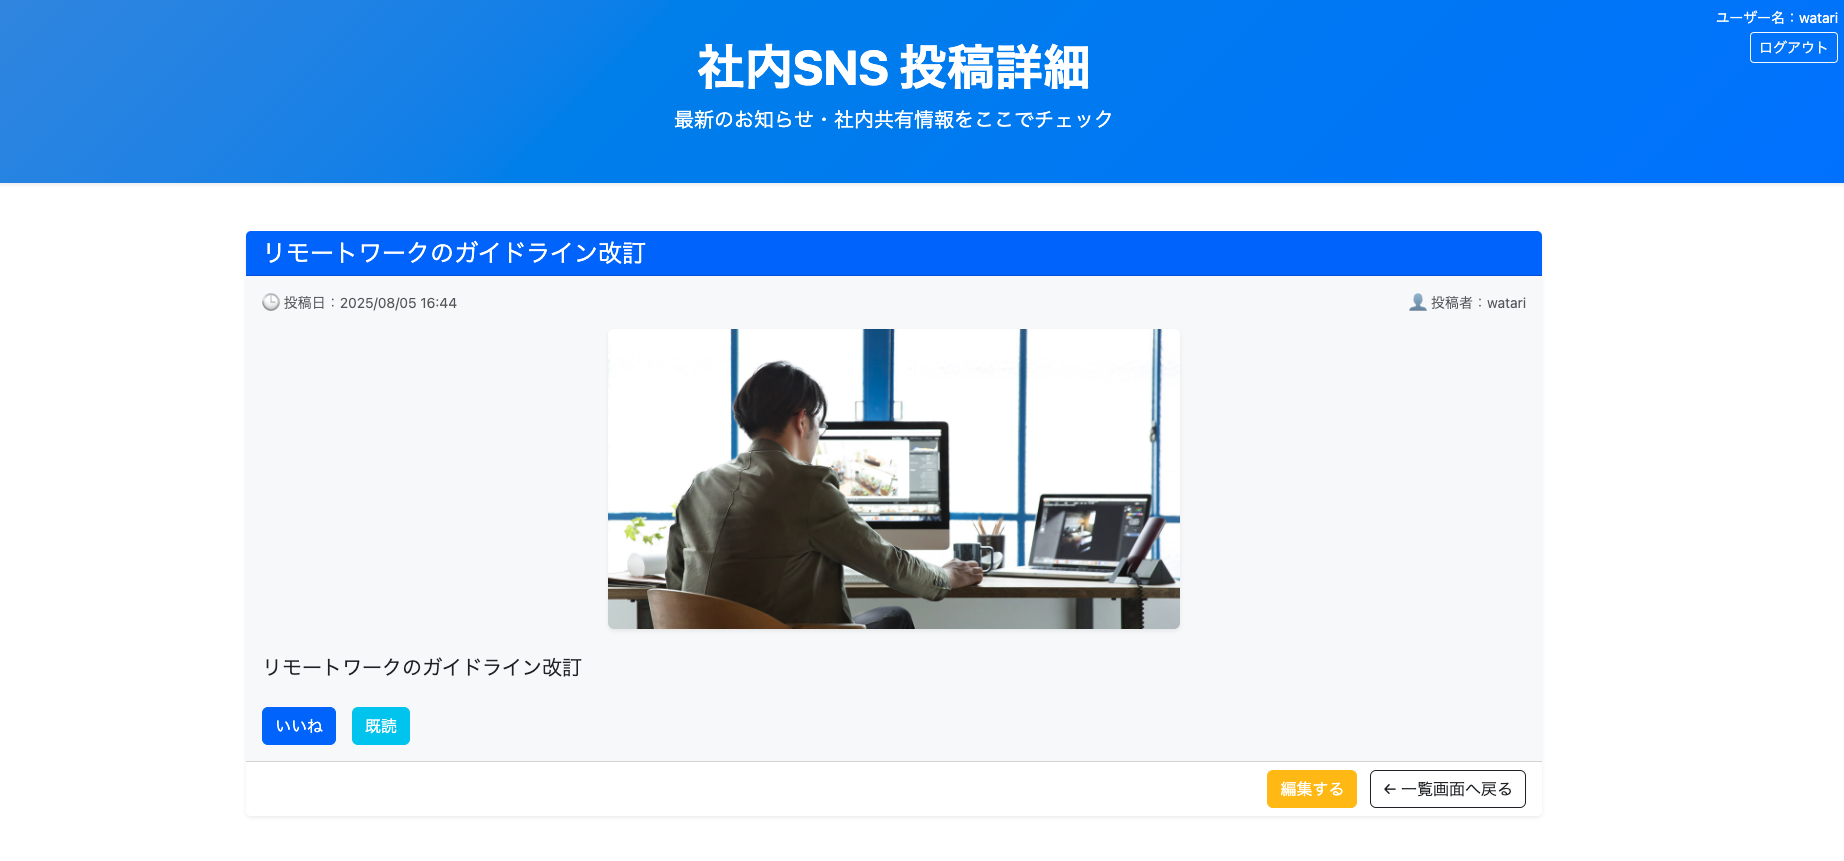 ユーザー名：watari
ログアウト
社内SNS 投稿詳細
最新のお知らせ・社内共有情報をここでチェック
リモートワークのガイドライン改訂
投稿日：2025/08/05 16:44
投稿者：watari
リモートワークのガイドライン改訂
いいね
既読
編集する
← 一覧画面へ戻る